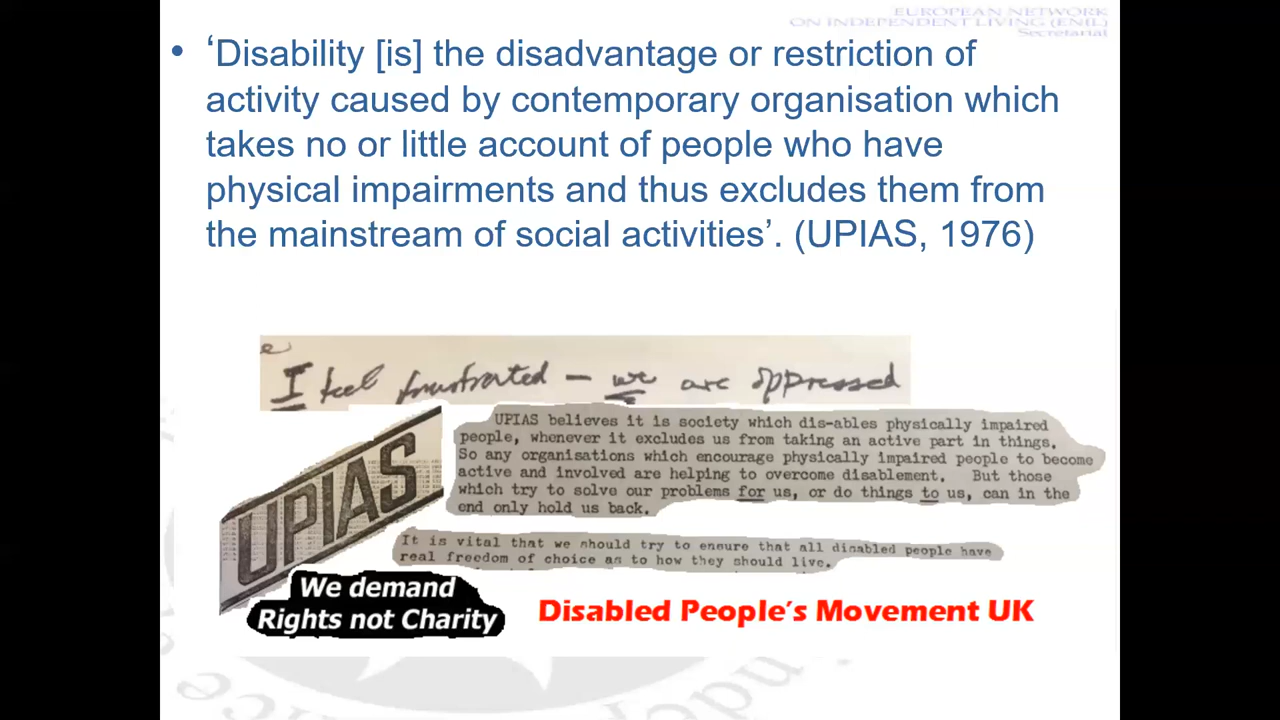 EUROPEAN NETWORK
ON INDEPENDENT LIVING (ENIL)
Secretariat
• ‘Disability [is] the disadvantage or restriction of
activity caused by contemporary organisation which
takes no or little account of people who have
physical impairments and thus excludes them from
the mainstream of social activities’. (UPIAS, 1976)
e
I feel frustrated – we are oppressed
UPIAS believes it is society which dis-ables physically impaired
people, whenever it excludes us from taking an active part in things.
So any organisations which encourage physically impaired people to become
active and involved are helping to overcome disablement. But those
which try to solve our problems for us, or do things to us, can in the
end only hold us back.
UPIAS
It is vital that we should try to ensure that all disabled people have
real freedom of choice as to how they should live.
We demand
Rights not Charity
Disabled People's Movement UK